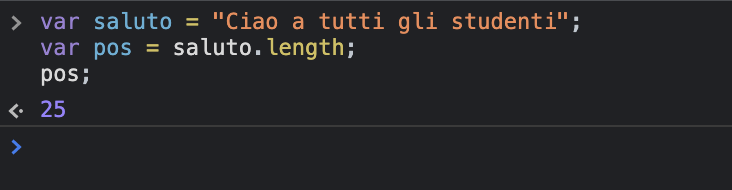 var saluto = "Ciao a tutti gli studenti";
var pos = saluto.length;
pos;
25